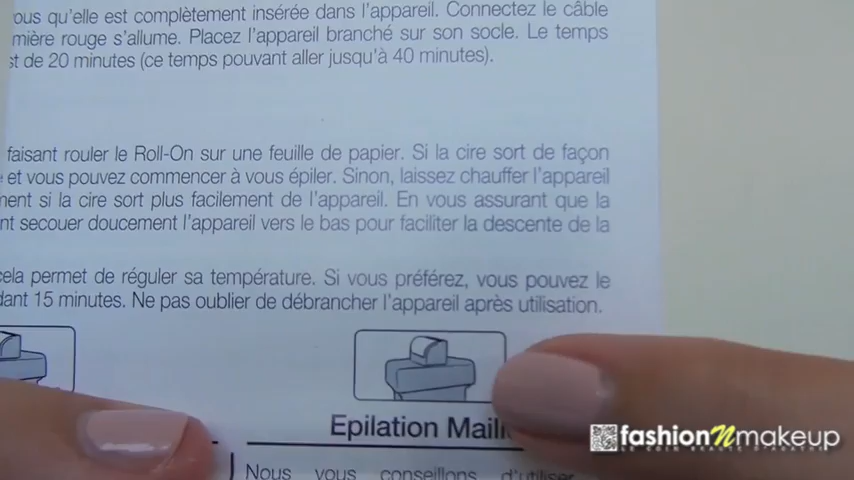 ous qu'elle est complètement insérée dans l'appareil. Connectez le câble
mière rouge s'allume. Placez l'appareil branché sur son socle. Le temps
st de 20 minutes (ce temps pouvant aller jusqu'à 40 minutes).
faisant rouler le Roll-On sur une feuille de papier. Si la cire sort de façon
et vous pouvez commencer à vous épiler. Sinon, laissez chauffer l'appareil
ment si la cire sort plus facilement de l'appareil. En vous assurant que la
nt secouer doucement l'appareil vers le bas pour faciliter la descente de la
cela permet de réguler sa température. Si vous préférez, vous pouvez le
dant 15 minutes. Ne pas oublier de débrancher l'appareil après utilisation.
Epilation Maill
Nous vous conseillons d'utiliser
fashionNmakeup
LE COIN BEAUTÉ D'AGATHE